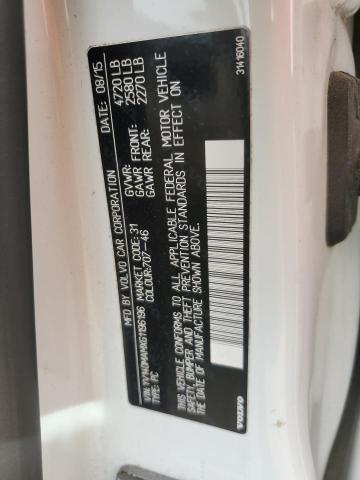 MFD BY VOLVO CAR CORPORATION DATE: 08/15
GVWR: 4720 LB
GAWR FRONT: 2580 LB
GAWR REAR: 2270 LB
MARKET CODE: 31
COLOUR: 707-46
TYPE: PC
THIS VEHICLE CONFORMS TO ALL APPLICABLE FEDERAL MOTOR VEHICLE
SAFETY, BUMPER AND THEFT PREVENTION STANDARDS IN EFFECT ON
THE DATE OF MANUFACTURE SHOWN ABOVE.
VOLVO
31416040